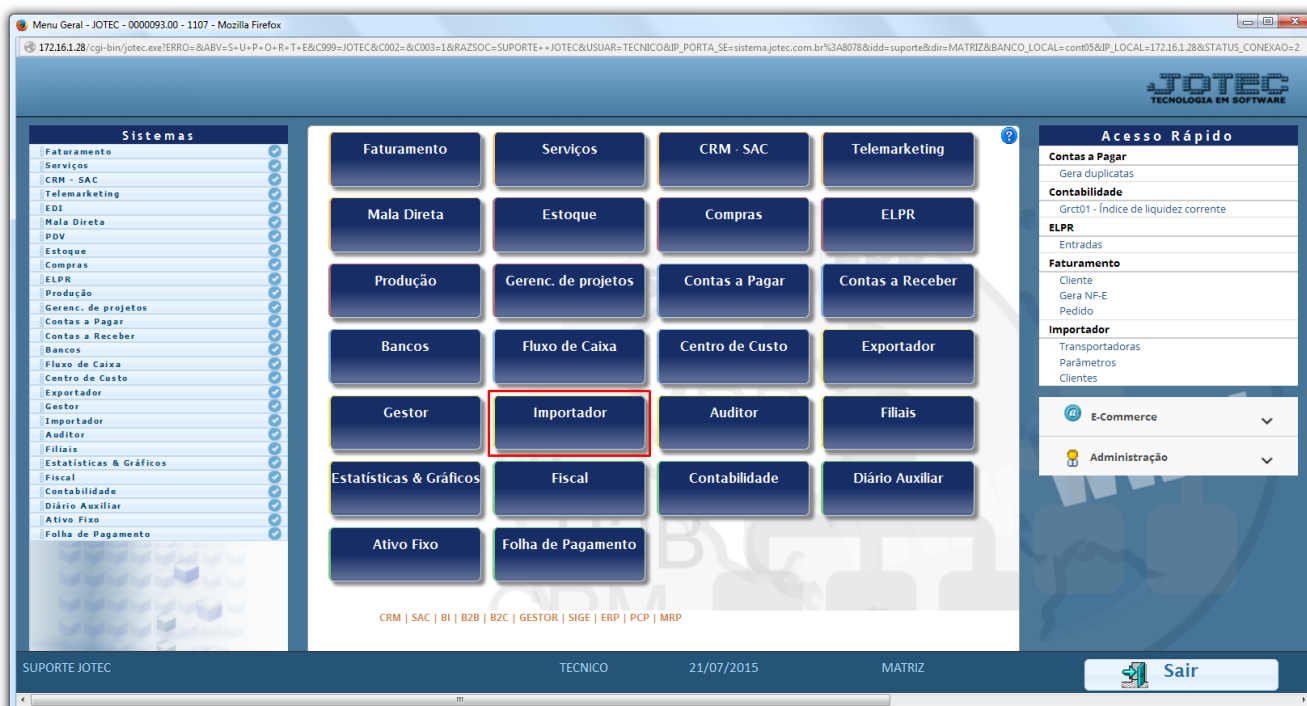 Menu Geral - JOTEC - 0000093.00 - 1107 - Mozilla Firefox
172.16.1.28/cgi-bin/jotec.exe?ERRO=&ABV=S+U+P+O+R+T+E&C999=JOTEC&C002=&C003=1&RAZSOC=SUPORTE++JOTEC&USUAR=TECNICO&IP_PORTA_SE=sistema.jotec.com.br%3A8078&idd=suporte&dir=MATRIZ&BANCO_LOCAL=cont05&IP_LOCAL=172.16.1.28&STATUS_CONEXAO=2
JOTEC
TECNOLOGIA EM SOFTWARE
Sistemas
Faturamento
Serviços
CRM - SAC
Telemarketing
EDI
Mala Direta
PDV
Estoque
Compras
ELPR
Produção
Gerenc. de projetos
Contas a Pagar
Contas a Receber
Bancos
Fluxo de Caixa
Centro de Custo
Exportador
Gestor
Importador
Auditor
Filiais
Estatísticas & Gráficos
Fiscal
Contabilidade
Diário Auxiliar
Ativo Fixo
Folha de Pagamento
Faturamento Serviços CRM - SAC Telemarketing
Mala Direta Estoque Compras ELPR
Produção Gerenc. de projetos Contas a Pagar Contas a Receber
Bancos Fluxo de Caixa Centro de Custo Exportador
Gestor Importador Auditor Filiais
Estatísticas & Gráficos Fiscal Contabilidade Diário Auxiliar
Ativo Fixo Folha de Pagamento
CRM | SAC | BI | B2B | B2C | GESTOR | SIGE | ERP | PCP | MRP
Acesso Rápido
Contas a Pagar
Gera duplicatas
Contabilidade
Grct01 - Índice de liquidez corrente
ELPR
Entradas
Faturamento
Cliente
Gera NF-E
Pedido
Importador
Transportadoras
Parâmetros
Clientes
E-Commerce
Administração
SUPORTE JOTEC TECNICO 21/07/2015 MATRIZ Sair